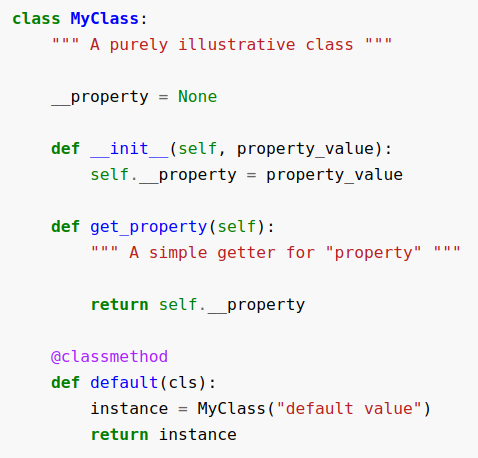 class MyClass:
    """ A purely illustrative class """

    __property = None

    def __init__(self, property_value):
        self.__property = property_value

    def get_property(self):
        """ A simple getter for "property" """

        return self.__property

    @classmethod
    def default(cls):
        instance = MyClass("default value")
        return instance